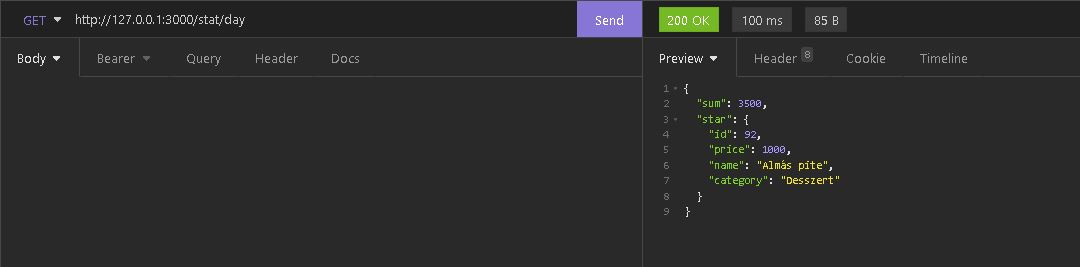 GET http://127.0.0.1:3000/stat/day Send 200 OK 100 ms 85 B
Body Bearer Query Header Docs Preview Header 8 Cookie Timeline
1 {
2 "sum": 3500,
3 "star": {
4 "id": 92,
5 "price": 1000,
6 "name": "Almás pite",
7 "category": "Desszert"
8 }
9 }